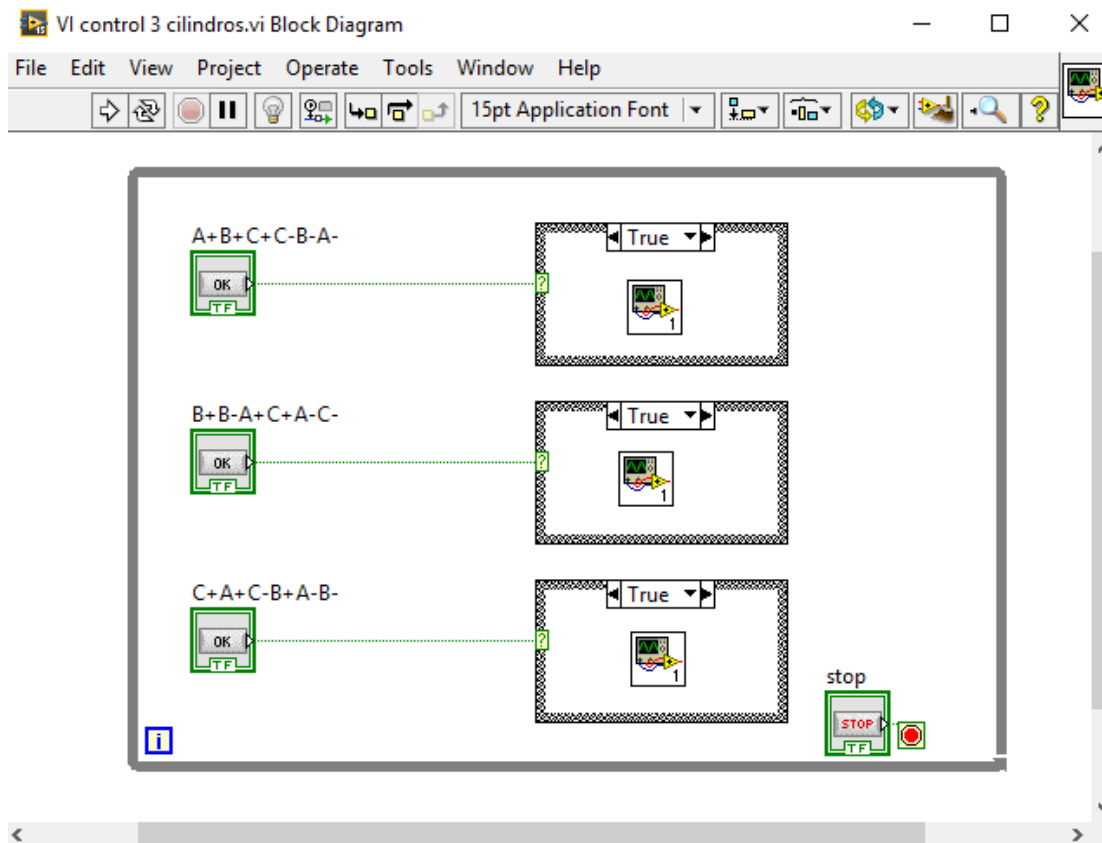 VI control 3 cilindros.vi Block Diagram
File Edit View Project Operate Tools Window Help
15pt Application Font
A+B+C+C-B-A-
OK
TF
True
?
1
B+B-A+C+A-C-
OK
TF
True
?
1
C+A+C-B+A-B-
OK
TF
True
?
1
stop
STOP
TF
i